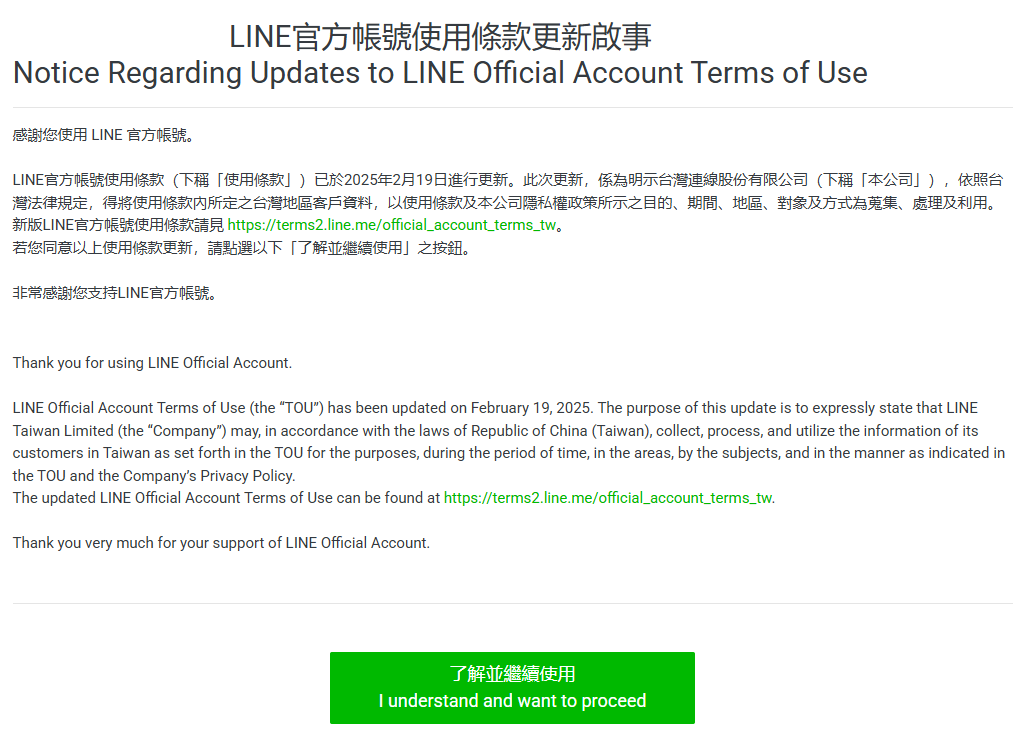 LINE官方帳號使用條款更新啟事
Notice Regarding Updates to LINE Official Account Terms of Use
感謝您使用 LINE 官方帳號。
LINE官方帳號使用條款（下稱「使用條款」）已於2025年2月19日進行更新。此次更新，係為明示台灣連線股份有限公司（下稱「本公司」），依照台
灣法律規定，得將使用條款內所定之台灣地區客戶資料，以使用條款及本公司隱私權政策所示之目的、期間、地區、對象及方式為蒐集、處理及利用。
新版LINE官方帳號使用條款請見 https://terms2.line.me/official_account_terms_tw。
若您同意以上使用條款更新，請點選以下「了解並繼續使用」之按鈕。
非常感謝您支持LINE官方帳號。
Thank you for using LINE Official Account.
LINE Official Account Terms of Use (the “TOU”) has been updated on February 19, 2025. The purpose of this update is to expressly state that LINE
Taiwan Limited (the “Company”) may, in accordance with the laws of Republic of China (Taiwan), collect, process, and utilize the information of its
customers in Taiwan as set forth in the TOU for the purposes, during the period of time, in the areas, by the subjects, and in the manner as indicated in
the TOU and the Company’s Privacy Policy.
The updated LINE Official Account Terms of Use can be found at https://terms2.line.me/official_account_terms_tw.
Thank you very much for your support of LINE Official Account.
了解並繼續使用
I understand and want to proceed